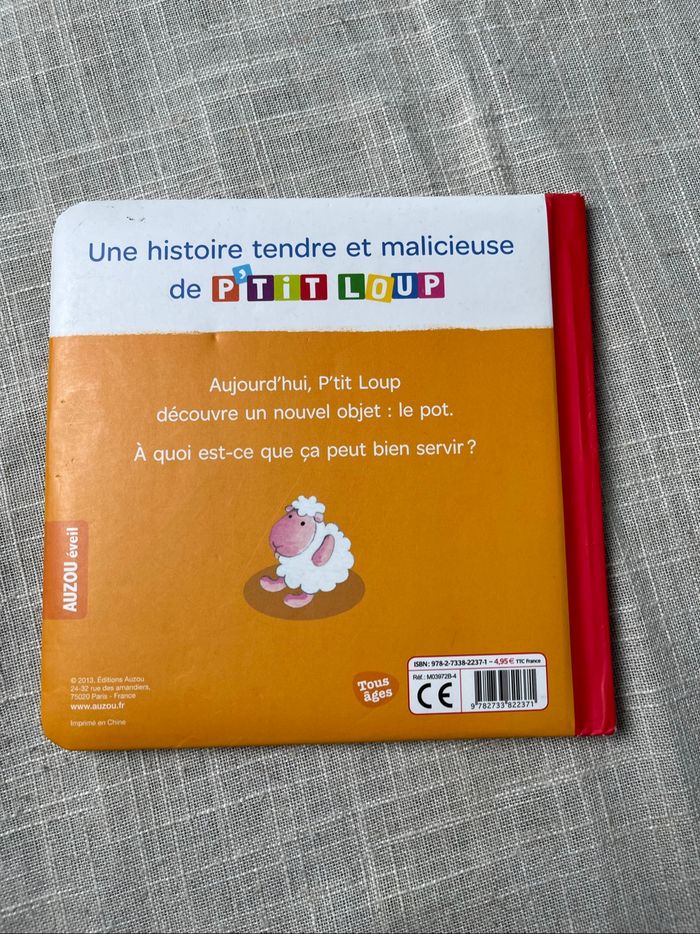 Une histoire tendre et malicieuse
de P'TiT LOUP
Aujourd'hui, P'tit Loup
découvre un nouvel objet : le pot.
À quoi est-ce que ça peut bien servir ?
AUZOU éveil
© 2013, Éditions Auzou
24-32 rue des amandiers,
75020 Paris - France
www.auzou.fr
Imprimé en Chine
Tous
âges
ISBN : 978-2-7338-2237-1 – 4,95 € TTC France
Réf. : M03972B-4
CE
9 782733 822371